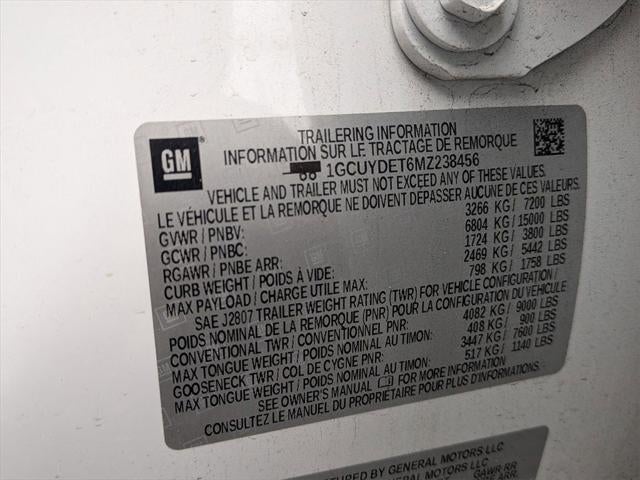 GM
TRAILERING INFORMATION
INFORMATION SUR LE TRACTAGE DE REMORQUE
1GCUYDET6MZ238456
VEHICLE AND TRAILER MUST NOT EXCEED ANY OF THESE VALUES.
LE VÉHICULE ET LA REMORQUE NE DOIVENT DÉPASSER AUCUNE DE CES VALEURS.
GVWR / PNBV: 3266 KG / 7200 LBS
GCWR / PNBC: 6804 KG / 15000 LBS
RGAWR / PNBE ARR: 1724 KG / 3800 LBS
CURB WEIGHT / POIDS À VIDE: 2469 KG / 5442 LBS
MAX PAYLOAD / CHARGE UTILE MAX: 798 KG / 1758 LBS
SAE J2807 TRAILER WEIGHT RATING (TWR) FOR VEHICLE CONFIGURATION /
POIDS NOMINAL DE LA REMORQUE (PNR) POUR LA CONFIGURATION DU VÉHICULE
CONVENTIONAL TWR / CONVENTIONNEL PNR: 4082 KG / 9000 LBS
MAX TONGUE WEIGHT / POIDS NOMINAL AU TIMON: 408 KG / 900 LBS
GOOSENECK TWR / COL DE CYGNE PNR: 3447 KG / 7600 LBS
MAX TONGUE WEIGHT / POIDS NOMINAL AU TIMON: 517 KG / 1140 LBS
SEE OWNER'S MANUAL FOR MORE INFORMATION
CONSULTEZ LE MANUEL DU PROPRIÉTAIRE POUR PLUS D'INFORMATIONS.
BY GENERAL MOTORS LLC
GENERAL MOTORS LLC
GAWR RR